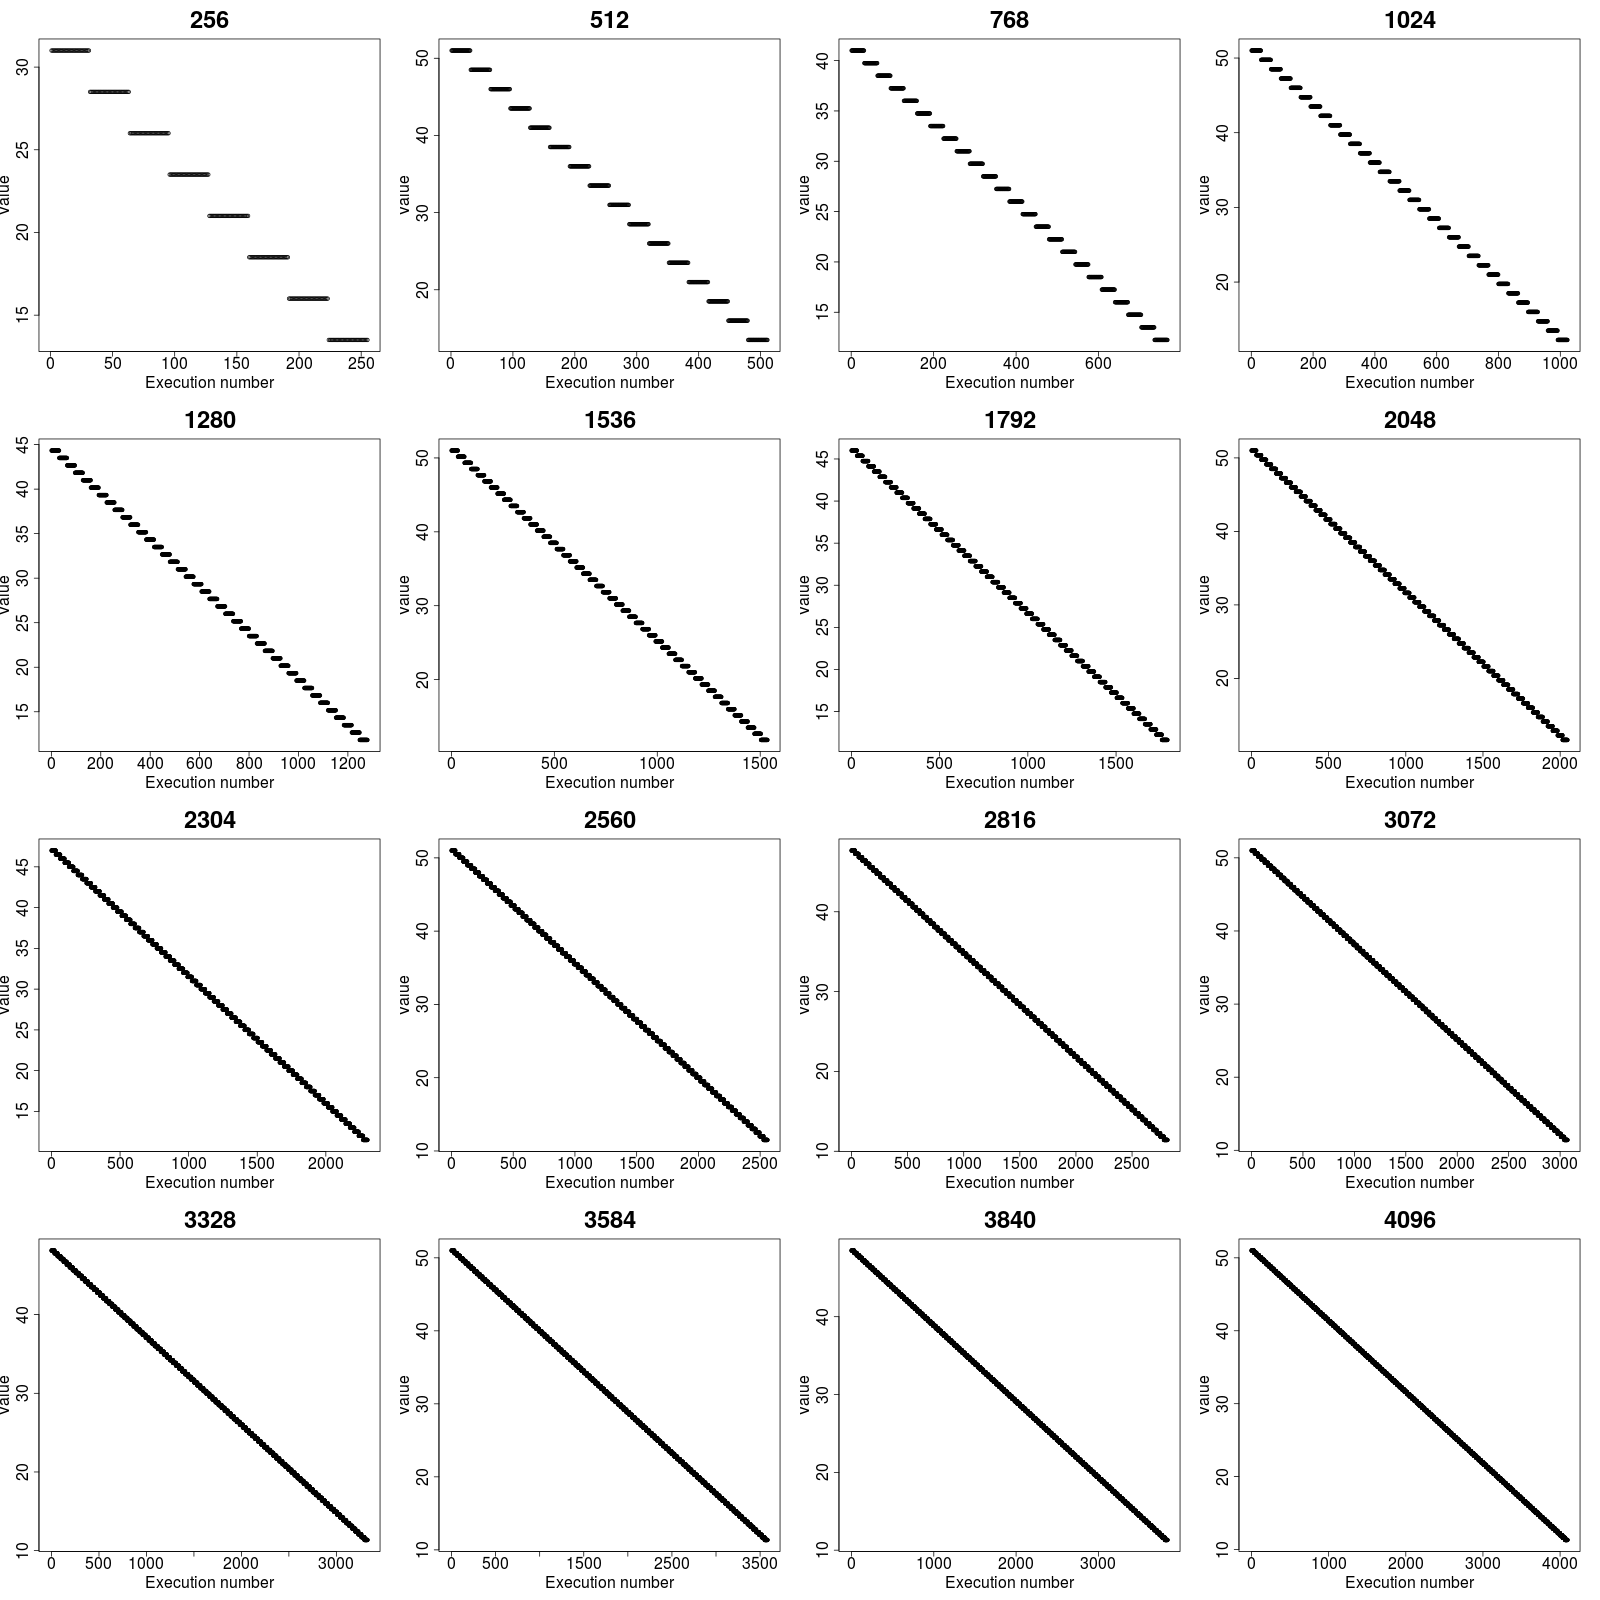 256
value
15 20 25 30
0 50 100 150 200 250
Execution number
512
value
20 30 40 50
0 100 200 300 400 500
Execution number
768
value
15 20 25 30 35 40
0 200 400 600
Execution number
1024
value
20 30 40 50
0 200 400 600 800 1000
Execution number
1280
value
15 20 25 30 35 40 45
0 200 400 600 800 1000 1200
Execution number
1536
value
20 30 40 50
0 500 1000 1500
Execution number
1792
value
15 20 25 30 35 40 45
0 500 1000 1500
Execution number
2048
value
20 30 40 50
0 500 1000 1500 2000
Execution number
2304
value
15 20 25 30 35 40 45
0 500 1000 1500 2000
Execution number
2560
value
10 20 30 40 50
0 500 1000 1500 2000 2500
Execution number
2816
value
10 20 30 40
0 500 1000 1500 2000 2500
Execution number
3072
value
10 20 30 40 50
0 500 1000 1500 2000 2500 3000
Execution number
3328
value
10 20 30 40
0 500 1000 2000 3000
Execution number
3584
value
10 20 30 40 50
0 500 1500 2500 3500
Execution number
3840
value
10 20 30 40
0 1000 2000 3000
Execution number
4096
value
10 20 30 40 50
0 1000 2000 3000 4000
Execution number